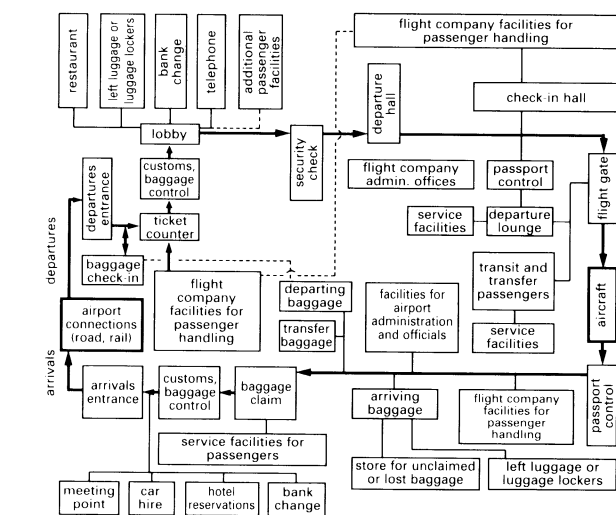 restaurant
left luggage or
luggage lockers
bank
change
telephone
additional
passenger
facilities
flight company facilities for
passenger handling
lobby
security
check
departure
hall
check-in hall
customs,
baggage
control
departures
entrance
ticket
counter
baggage
check-in
flight company
admin. offices
passport
control
flight gate
service
facilities
departure
lounge
departures
airport
connections
(road, rail)
arrivals
flight
company
facilities for
passenger
handling
departing
baggage
transfer
baggage
facilities for
airport
administration
and officials
transit and
transfer
passengers
service
facilities
aircraft
arrivals
entrance
customs,
baggage
control
baggage
claim
arriving
baggage
flight company
facilities for
passenger
handling
passport
control
service facilities for
passengers
store for unclaimed
or lost baggage
left luggage or
luggage lockers
meeting
point
car
hire
hotel
reservations
bank
change